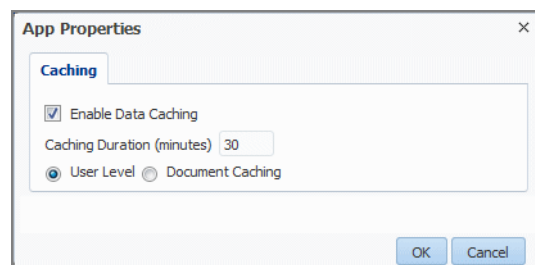 App Properties
Caching
Enable Data Caching
Caching Duration (minutes) 30
User Level Document Caching
OK Cancel